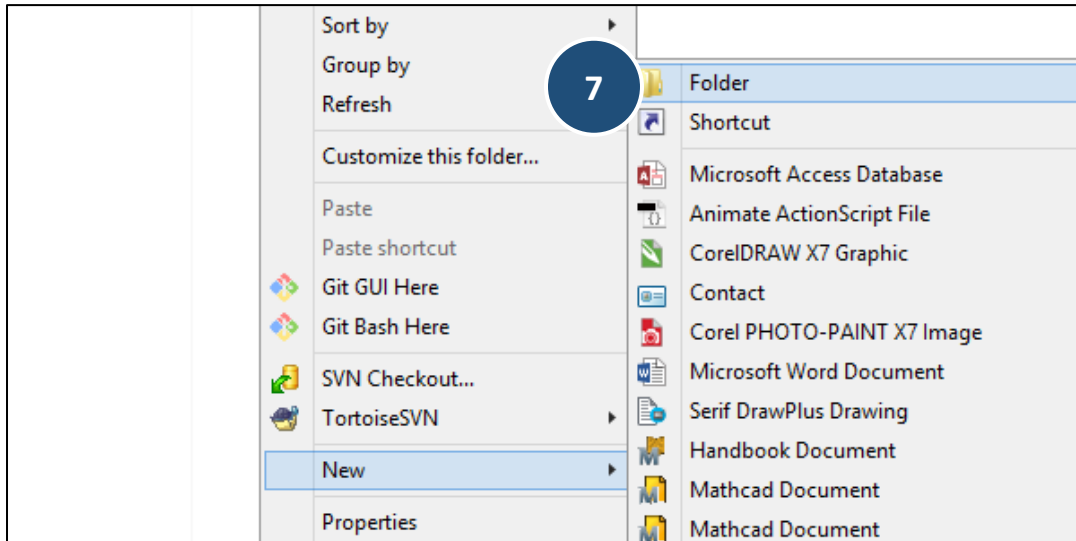 Sort by
Group by
Refresh
Customize this folder...
Paste
Paste shortcut
Git GUI Here
Git Bash Here
SVN Checkout...
TortoiseSVN
New
Properties
7
Folder
Shortcut
Microsoft Access Database
Animate ActionScript File
CorelDRAW X7 Graphic
Contact
Corel PHOTO-PAINT X7 Image
Microsoft Word Document
Serif DrawPlus Drawing
Handbook Document
Mathcad Document
Mathcad Document